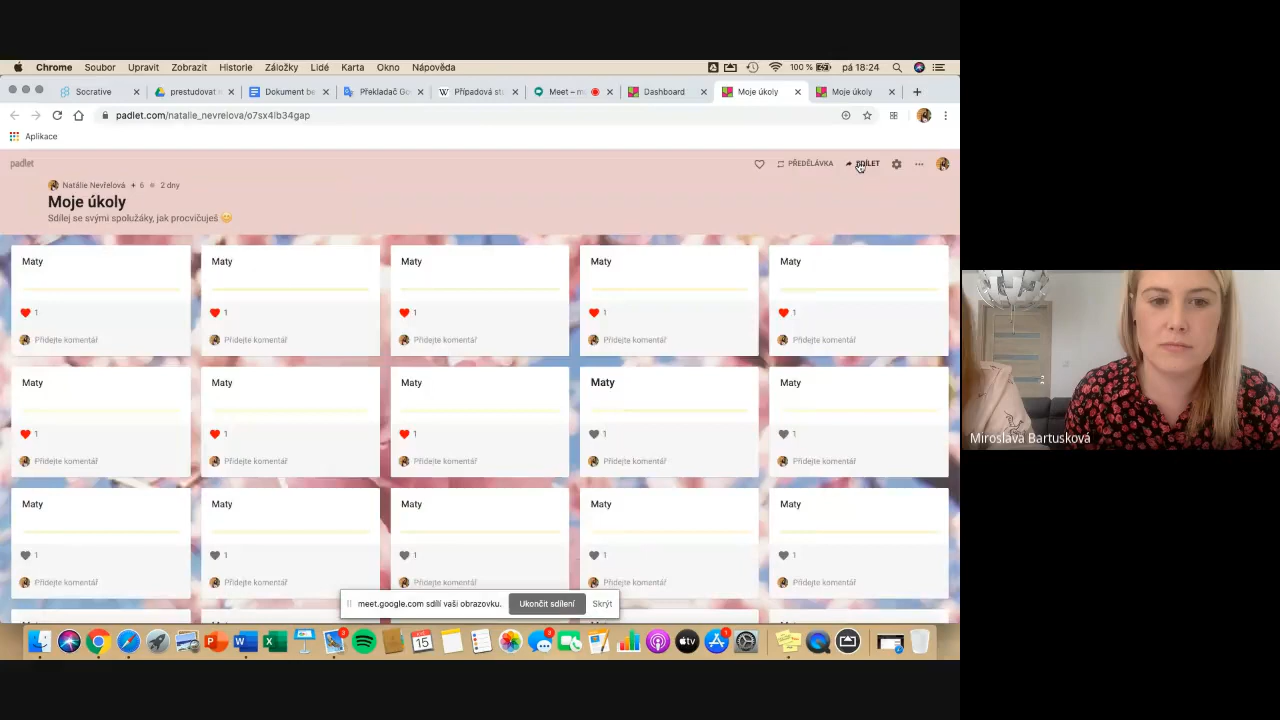 Chrome Soubor Upravit Zobrazit Historie Záložky Lidé Karta Okno Nápověda 100 % pá 18:24
Socrative prestudovat Dokument be Překladač Go Případová st Meet – m Dashboard Moje úkoly Moje úkoly
padlet.com/natalie_nevrelova/o7sx4lb34gap
Aplikace
padlet PŘEDĚLÁVKA SDÍLET
Natálie Nevřelová + 6 2 dny
Moje úkoly
Sdílej se svými spolužáky, jak procvičuješ
Maty Maty Maty Maty Maty
1 1 1 1 1
Přidejte komentář Přidejte komentář Přidejte komentář Přidejte komentář Přidejte komentář
Maty Maty Maty Maty Maty
1 1 1 1 1
Přidejte komentář Přidejte komentář Přidejte komentář Přidejte komentář Přidejte komentář
Miroslava Bartusková
Maty Maty Maty Maty Maty
1 1 1 1 1
Přidejte komentář Přidejte komentář Přidejte komentář Přidejte komentář Přidejte komentář
meet.google.com sdílí vaši obrazovku. Ukončit sdílení Skrýt